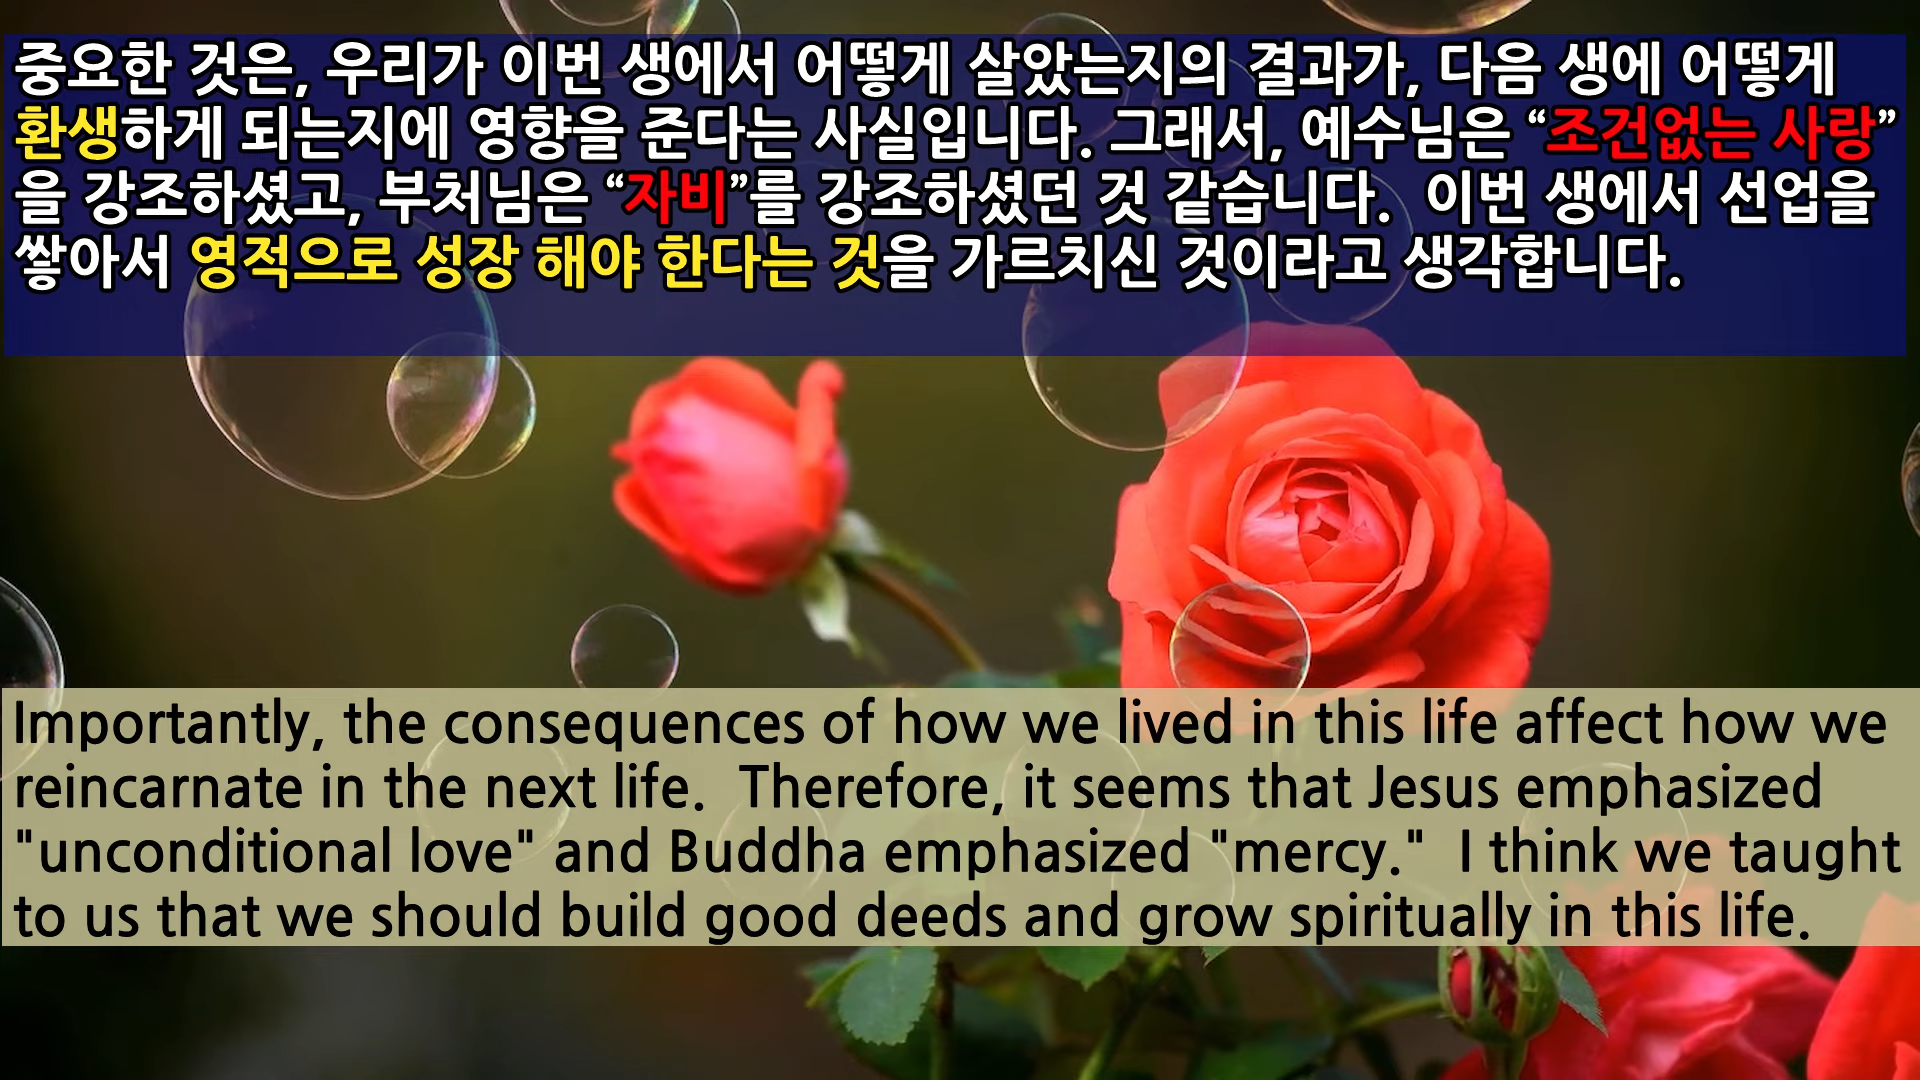 중요한 것은, 우리가 이번 생에서 어떻게 살았는지의 결과가, 다음 생에 어떻게
환생하게 되는지에 영향을 준다는 사실입니다. 그래서, 예수님은 “조건없는 사랑”
을 강조하셨고, 부처님은 “자비”를 강조하셨던 것 같습니다.  이번 생에서 선업을
쌓아서 영적으로 성장 해야 한다는 것을 가르치신 것이라고 생각합니다.
Importantly, the consequences of how we lived in this life affect how we
reincarnate in the next life.  Therefore, it seems that Jesus emphasized
"unconditional love" and Buddha emphasized "mercy."  I think we taught
to us that we should build good deeds and grow spiritually in this life.